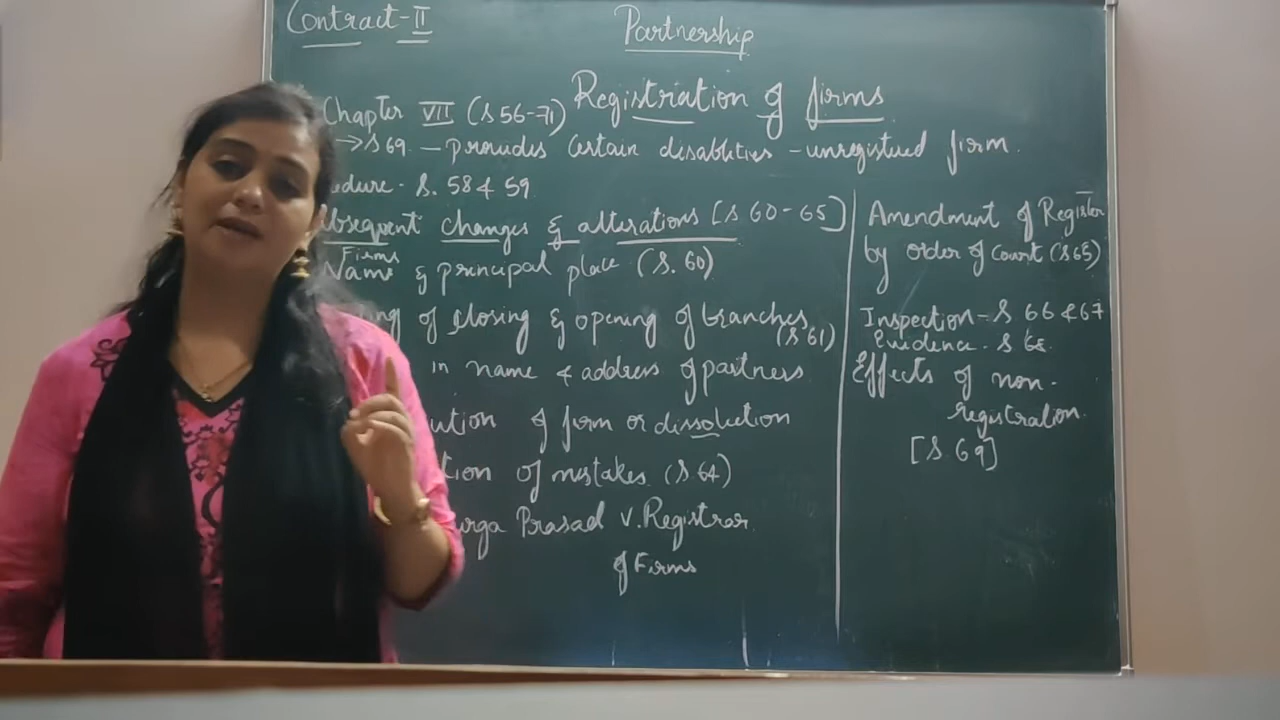 Contract-II
Partnership
Registration of firms
Chapter VII (S 56-71)
→S 69 - provides certain disablities - unregistered firm.
edure - S. 58 & 59
bsequent changes & alterations [S 60-65]
Firms
Name & principal place (S. 60)
ng of closing & opening of branches
(S 61)
in name & address of partners
ution of firm or dissolution
tion of mistakes (S 64)
urga Prasad v. Registrar
of Firms
Amendment of Register
by order of Court (S65)
Inspection - S 66 & 67
Evidence - S 68
Effects of non-
registration
[S 69]